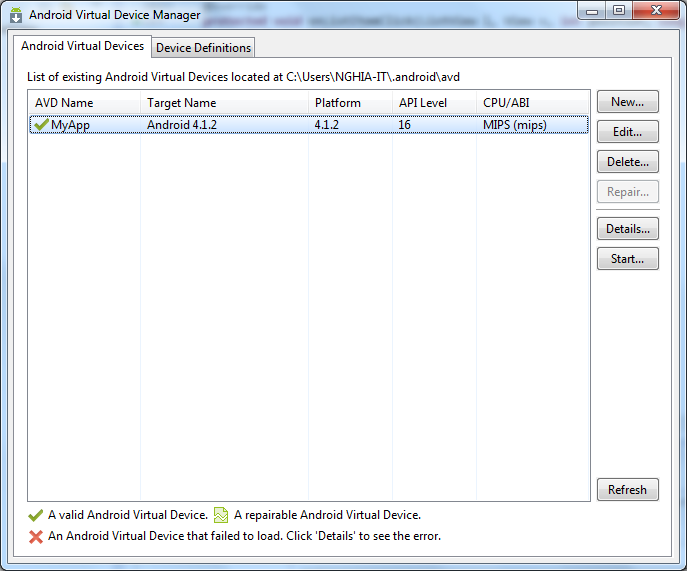 Android Virtual Device Manager
Android Virtual Devices
Device Definitions
List of existing Android Virtual Devices located at C:\Users\NGHIA-IT\.android\avd
AVD Name Target Name Platform API Level CPU/ABI
MyApp Android 4.1.2 4.1.2 16 MIPS (mips)
New...
Edit...
Delete...
Repair...
Details...
Start...
Refresh
A valid Android Virtual Device. A repairable Android Virtual Device.
An Android Virtual Device that failed to load. Click 'Details' to see the error.